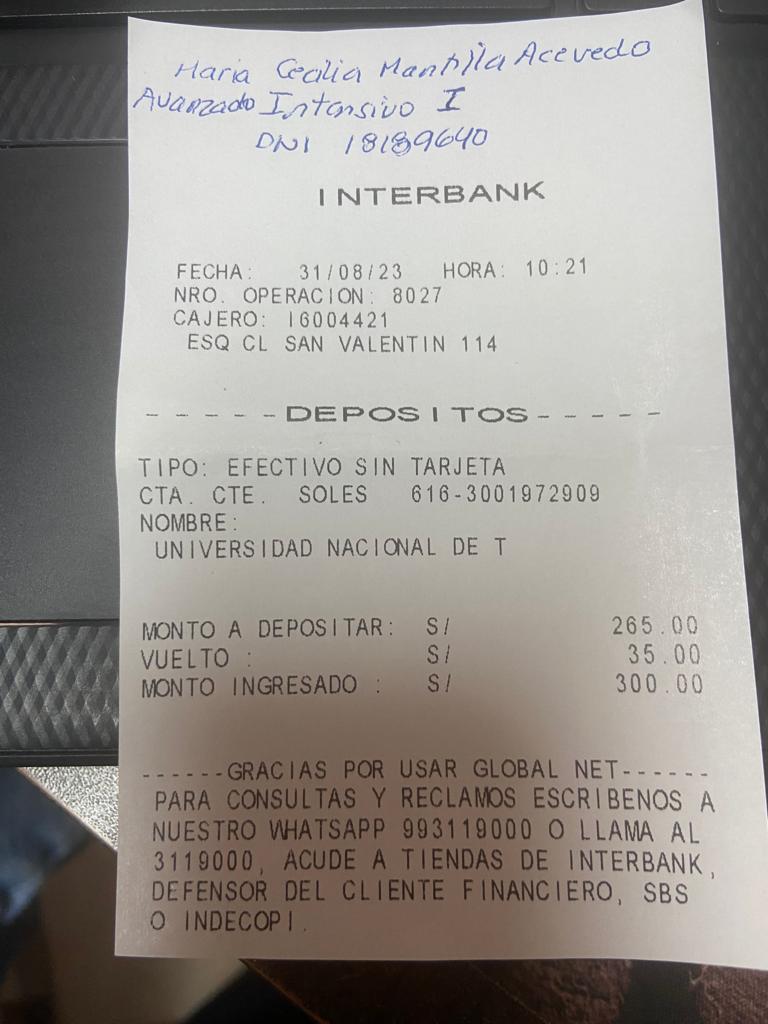 Maria Cecilia Mantilla Acevedo
Avanzado Intensivo I
DNI 18189640
INTERBANK
FECHA: 31/08/23 HORA: 10:21
NRO. OPERACION: 8027
CAJERO: I6004421
ESQ CL SAN VALENTIN 114
-----DEPOSITOS-----
TIPO: EFECTIVO SIN TARJETA
CTA. CTE. SOLES 616-3001972909
NOMBRE:
UNIVERSIDAD NACIONAL DE T
MONTO A DEPOSITAR: S/ 265.00
VUELTO : S/ 35.00
MONTO INGRESADO : S/ 300.00
------GRACIAS POR USAR GLOBAL NET------
PARA CONSULTAS Y RECLAMOS ESCRIBENOS A
NUESTRO WHATSAPP 993119000 O LLAMA AL
3119000, ACUDE A TIENDAS DE INTERBANK,
DEFENSOR DEL CLIENTE FINANCIERO, SBS
O INDECOPI.